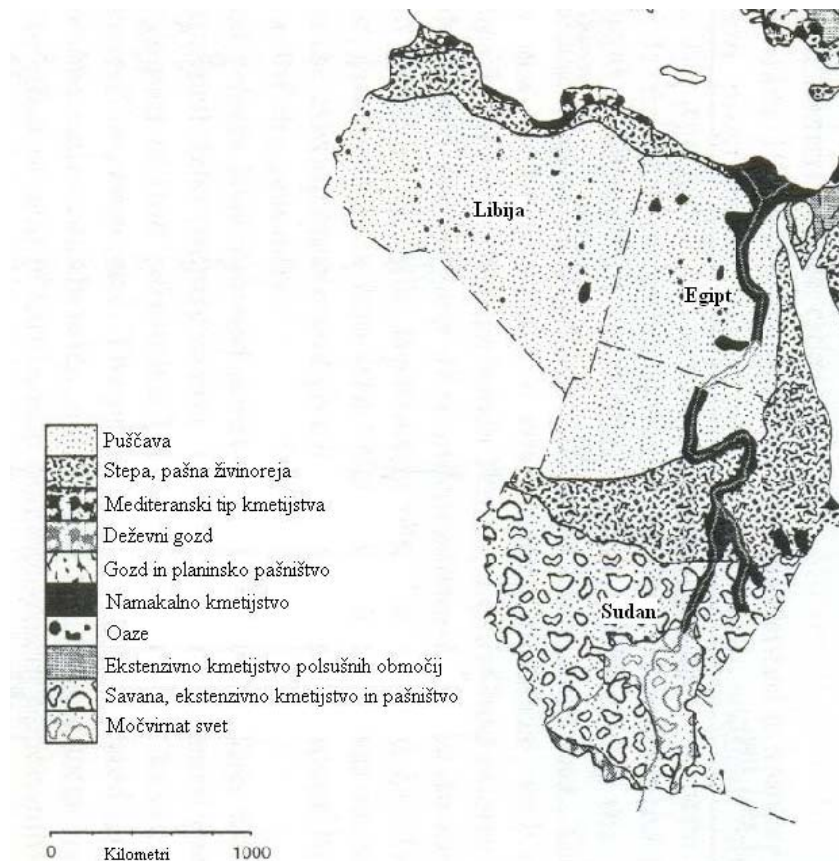 Libija
Egipt
Sudan
Puščava
Stepa, pašna živinoreja
Mediteranski tip kmetijstva
Deževni gozd
Gozd in planinsko pašništvo
Namakalno kmetijstvo
Oaze
Ekstenzivno kmetijstvo polsušnih območij
Savana, ekstenzivno kmetijstvo in pašništvo
Močvirnat svet
0 Kilometri 1000